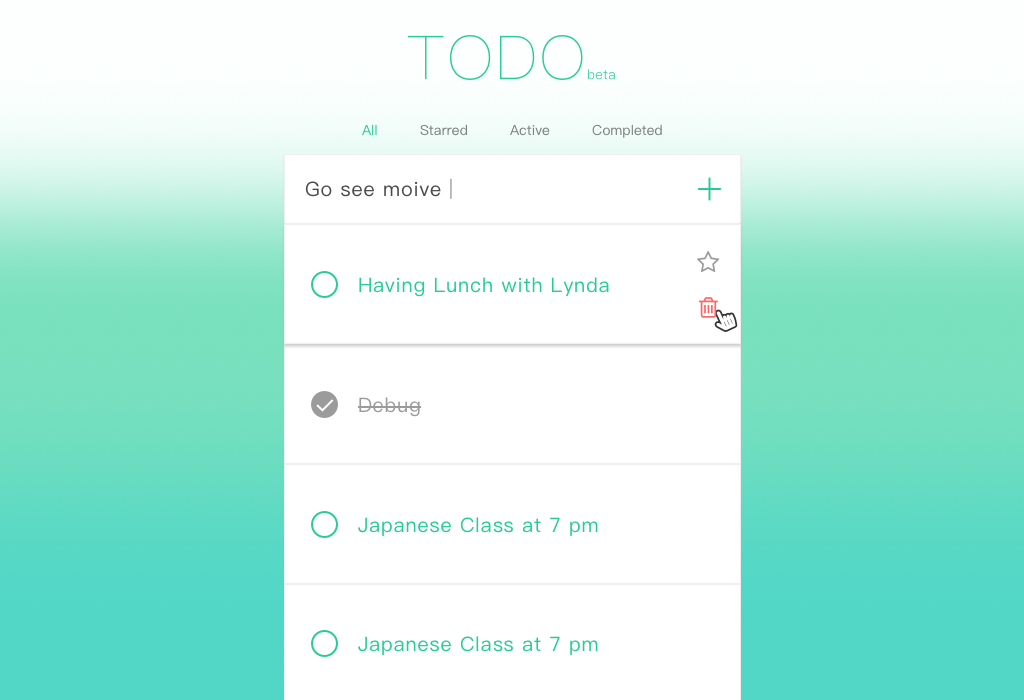 TODO beta
All Starred Active Completed
Go see moive
Having Lunch with Lynda
Debug
Japanese Class at 7 pm
Japanese Class at 7 pm